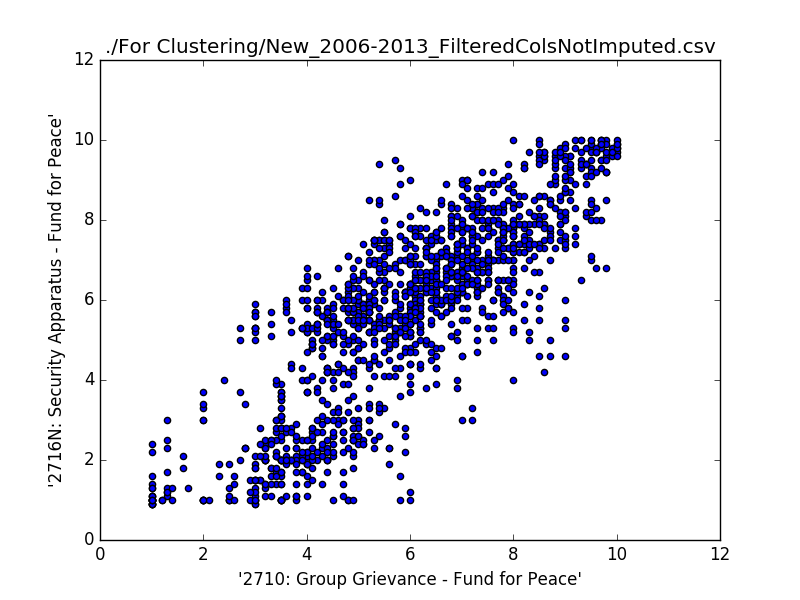 ./For Clustering/New_2006-2013_FilteredColsNotImputed.csv
12
10
8
6
4
2
0
'2716N: Security Apparatus - Fund for Peace'
0 2 4 6 8 10 12
'2710: Group Grievance - Fund for Peace'